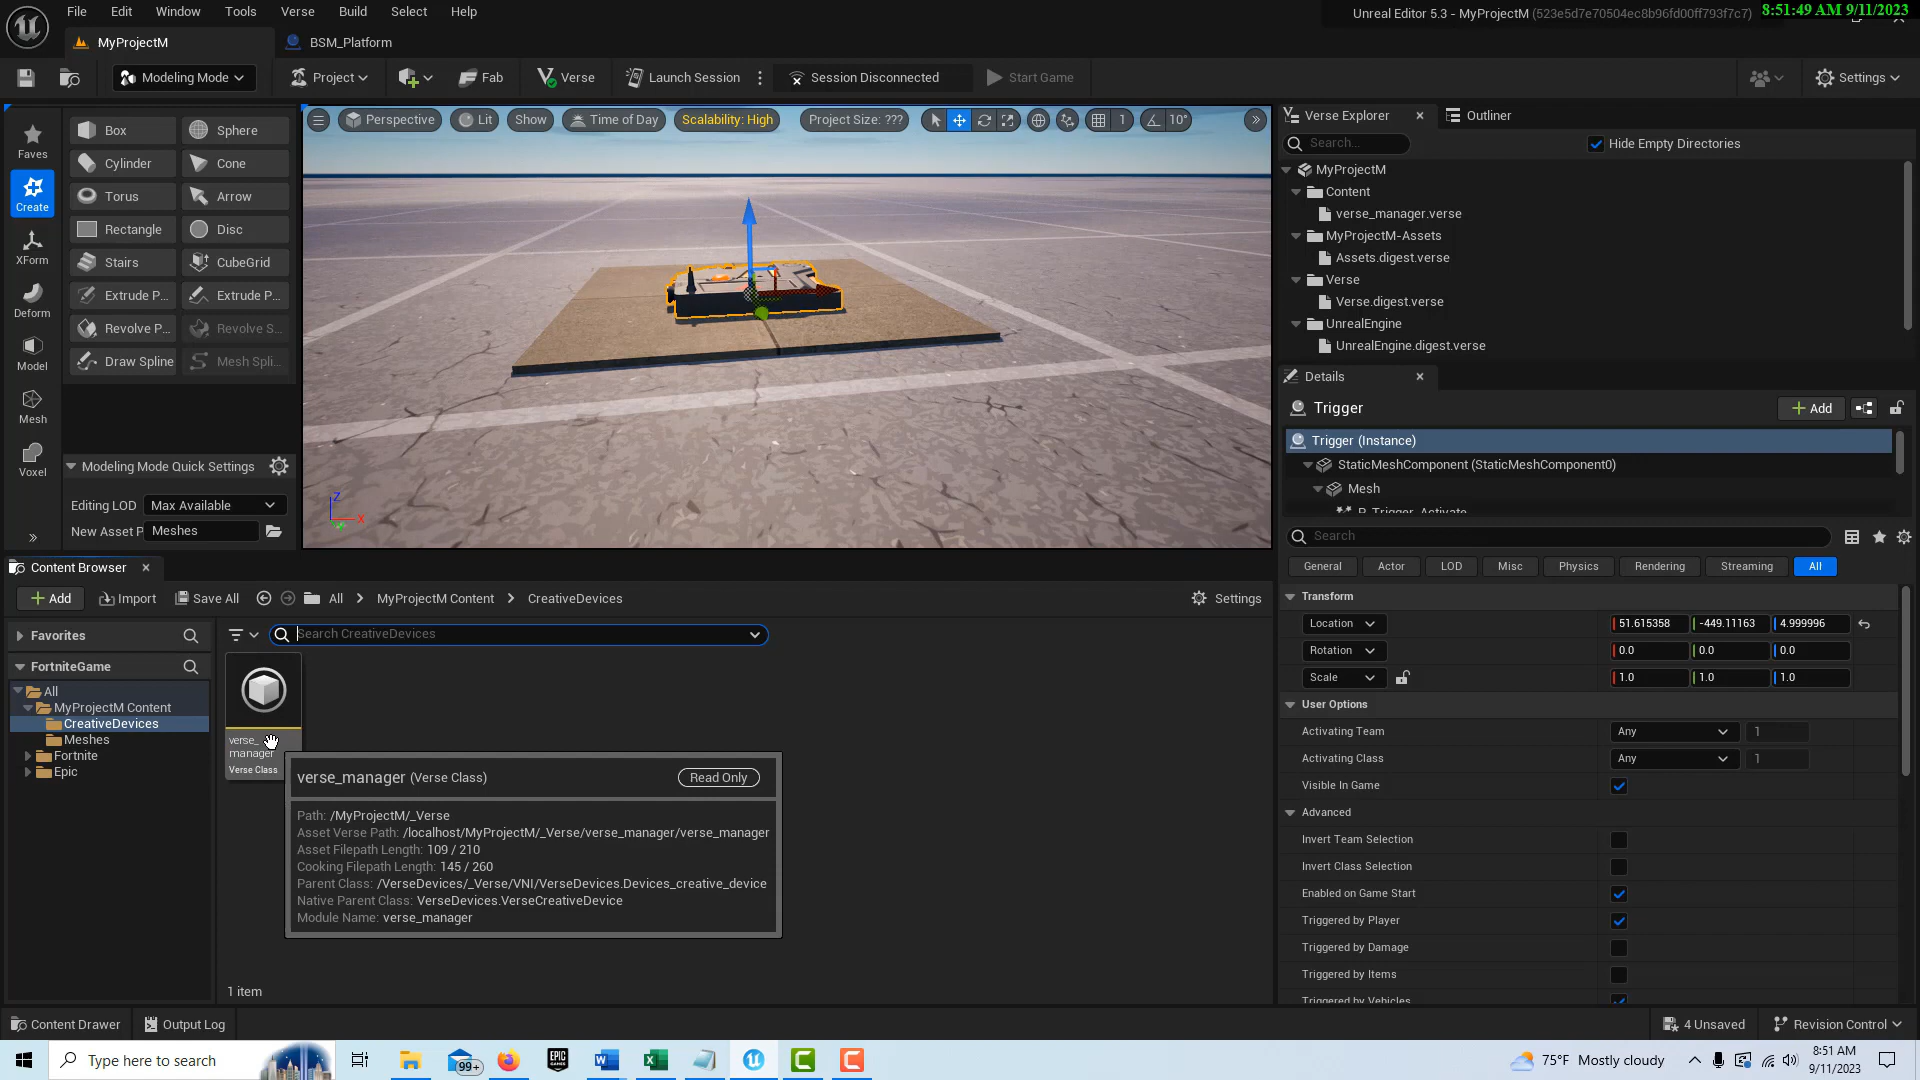 File Edit Window Tools Verse Build Select Help
Unreal Editor 5.3 - MyProjectM (523e5d7e70504ec8b96fd00ff793f7c7)
8:51:49 AM 9/11/2023
MyProjectM
BSM_Platform
Modeling Mode
Project
Fab
Verse
Launch Session
Session Disconnected
Start Game
Settings
Faves
Create
XForm
Deform
Model
Mesh
Voxel
Box Sphere
Cylinder Cone
Torus Arrow
Rectangle Disc
Stairs CubeGrid
Extrude P... Extrude P...
Revolve P... Revolve S...
Draw Spline Mesh Spli...
Modeling Mode Quick Settings
Editing LOD Max Available
New Asset P Meshes
Perspective Lit Show Time of Day Scalability: High Project Size: ??? 1 10°
Z
X
Verse Explorer
Outliner
Search...
Hide Empty Directories
MyProjectM
Content
verse_manager.verse
MyProjectM-Assets
Assets.digest.verse
Verse
Verse.digest.verse
UnrealEngine
UnrealEngine.digest.verse
Details
Trigger
Add
Trigger (Instance)
StaticMeshComponent (StaticMeshComponent0)
Mesh
P_Trigger_Activate
Search
General Actor LOD Misc Physics Rendering Streaming All
Transform
Location 51.615358 -449.11163 4.999996
Rotation 0.0 0.0 0.0
Scale 1.0 1.0 1.0
User Options
Activating Team Any 1
Activating Class Any 1
Visible In Game
Advanced
Invert Team Selection
Invert Class Selection
Enabled on Game Start
Triggered by Player
Triggered by Damage
Triggered by Items
Triggered by Vehicles
Content Browser
Add Import Save All All MyProjectM Content CreativeDevices Settings
Favorites
FortniteGame
All
MyProjectM Content
CreativeDevices
Meshes
Fortnite
Epic
Search CreativeDevices
verse_
manager
Verse Class
verse_manager (Verse Class) Read Only
Path: /MyProjectM/_Verse
Asset Verse Path: /localhost/MyProjectM/_Verse/verse_manager/verse_manager
Asset Filepath Length: 109 / 210
Cooking Filepath Length: 145 / 260
Parent Class: /VerseDevices/_Verse/VNI/VerseDevices.Devices_creative_device
Native Parent Class: VerseDevices.VerseCreativeDevice
Module Name: verse_manager
1 item
Content Drawer
Output Log
4 Unsaved
Revision Control
Type here to search
99+
EPIC
GAMES
75°F Mostly cloudy
8:51 AM
9/11/2023